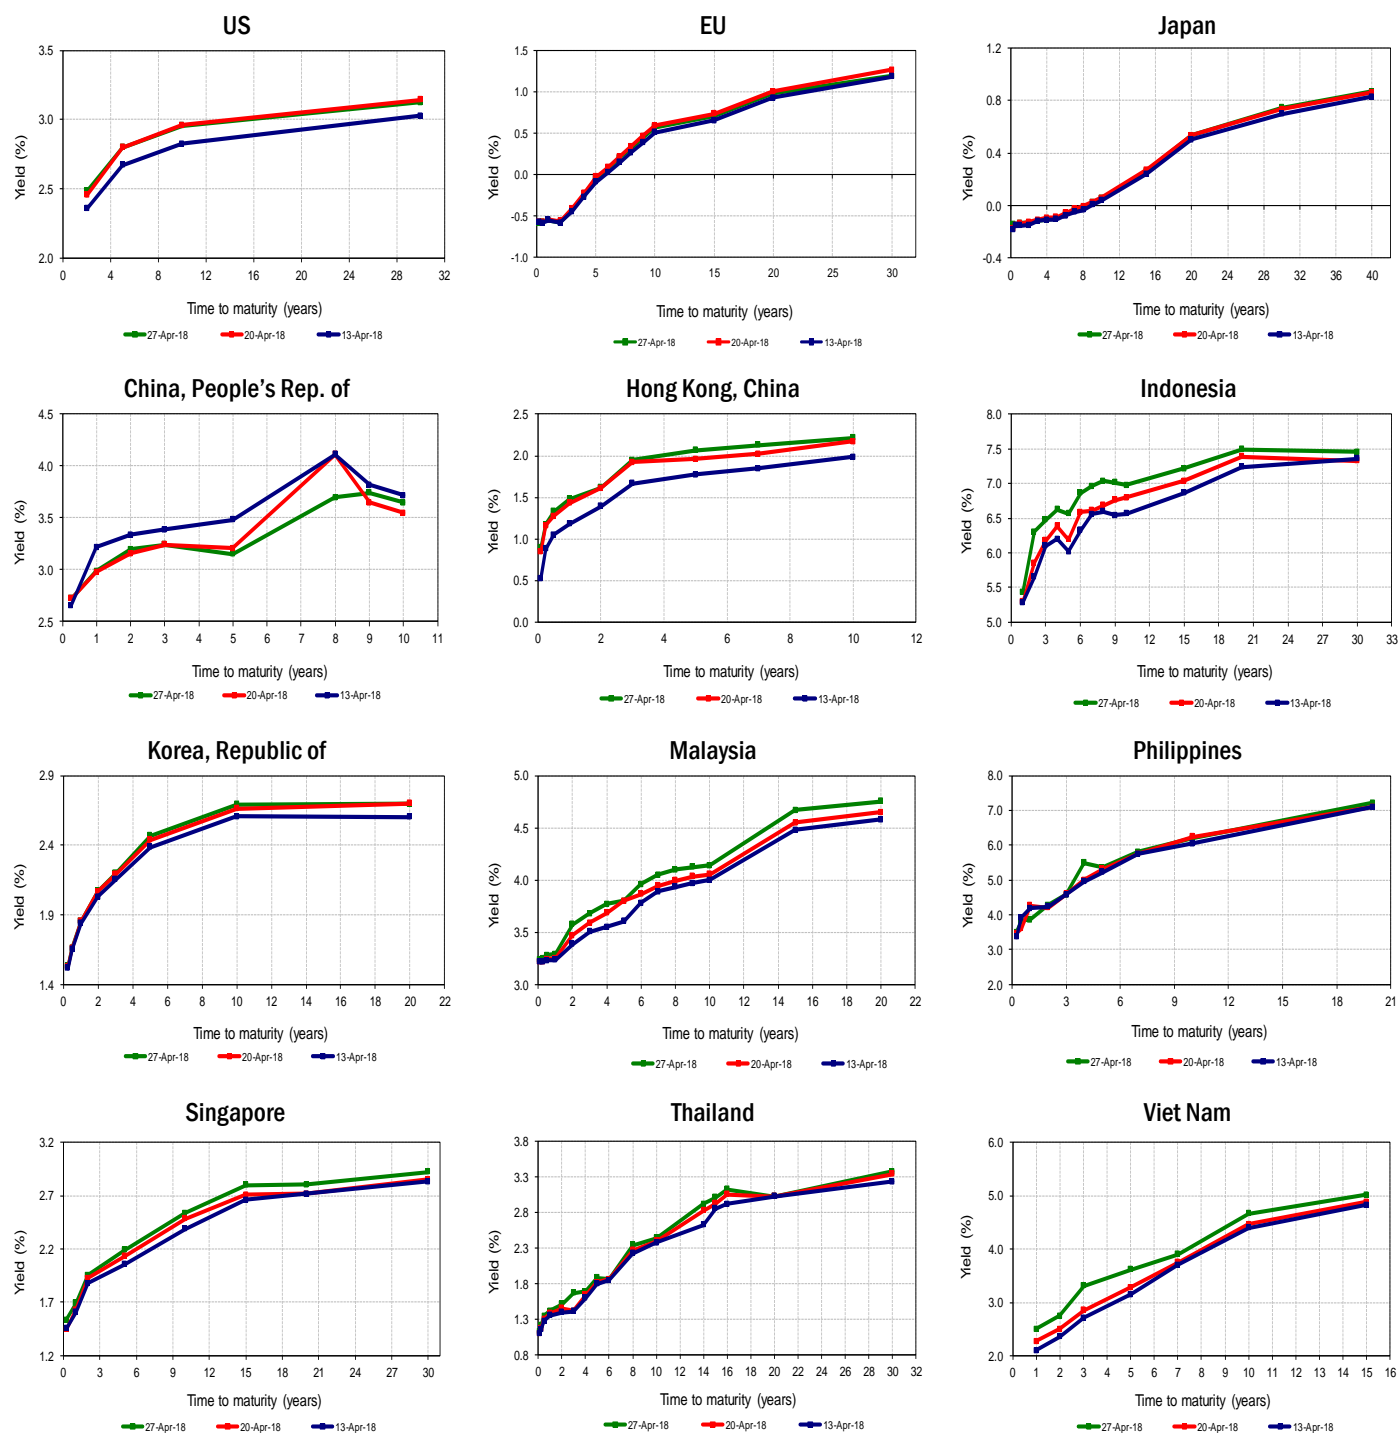 US
EU
Japan
3.5
3.0
2.5
2.0
Yield (%)
0 4 8 12 16 20 24 28 32
Time to maturity (years)
27-Apr-18 20-Apr-18 13-Apr-18
1.5
1.0
0.5
0.0
-0.5
-1.0
Yield (%)
0 5 10 15 20 25 30
Time to maturity (years)
27-Apr-18 20-Apr-18 13-Apr-18
1.2
0.8
0.4
0.0
-0.4
Yield (%)
0 4 8 12 16 20 24 28 32 36 40
Time to maturity (years)
27-Apr-18 20-Apr-18 13-Apr-18
China, People's Rep. of
Hong Kong, China
Indonesia
4.5
4.0
3.5
3.0
2.5
Yield (%)
0 1 2 3 4 5 6 7 8 9 10 11
Time to maturity (years)
27-Apr-18 20-Apr-18 13-Apr-18
2.5
2.0
1.5
1.0
0.5
0.0
Yield (%)
0 2 4 6 8 10 12
Time to maturity (years)
27-Apr-18 20-Apr-18 13-Apr-18
8.0
7.5
7.0
6.5
6.0
5.5
5.0
Yield (%)
0 3 6 9 12 15 18 21 24 27 30 33
Time to maturity (years)
27-Apr-18 20-Apr-18 13-Apr-18
Korea, Republic of
Malaysia
Philippines
2.9
2.4
1.9
1.4
Yield (%)
0 2 4 6 8 10 12 14 16 18 20 22
Time to maturity (years)
27-Apr-18 20-Apr-18 13-Apr-18
5.0
4.5
4.0
3.5
3.0
Yield (%)
0 2 4 6 8 10 12 14 16 18 20 22
Time to maturity (years)
27-Apr-18 20-Apr-18 13-Apr-18
8.0
7.0
6.0
5.0
4.0
3.0
2.0
Yield (%)
0 3 6 9 12 15 18 21
Time to maturity (years)
27-Apr-18 20-Apr-18 13-Apr-18
Singapore
Thailand
Viet Nam
3.2
2.7
2.2
1.7
1.2
Yield (%)
0 3 6 9 12 15 18 21 24 27 30
Time to maturity (years)
27-Apr-18 20-Apr-18 13-Apr-18
3.8
3.3
2.8
2.3
1.8
1.3
0.8
Yield (%)
0 2 4 6 8 10 12 14 16 18 20 22 24 26 28 30 32
Time to maturity (years)
27-Apr-18 20-Apr-18 13-Apr-18
6.0
5.0
4.0
3.0
2.0
Yield (%)
0 1 2 3 4 5 6 7 8 9 10 11 12 13 14 15 16
Time to maturity (years)
27-Apr-18 20-Apr-18 13-Apr-18